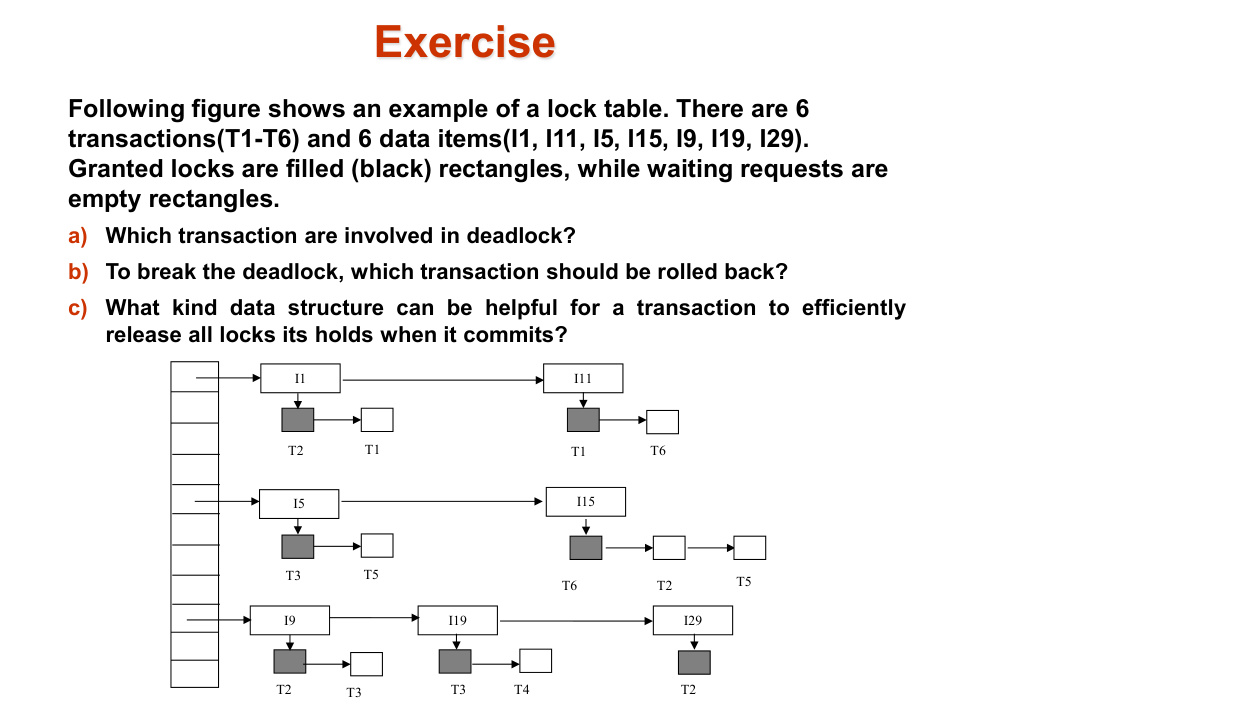 Exercise
Following figure shows an example of a lock table. There are 6
transactions(T1-T6) and 6 data items(I1, I11, I5, I15, I9, I19, I29).
Granted locks are filled (black) rectangles, while waiting requests are
empty rectangles.
a) Which transaction are involved in deadlock?
b) To break the deadlock, which transaction should be rolled back?
c) What kind data structure can be helpful for a transaction to efficiently
release all locks its holds when it commits?
I1 I11
T2 T1 T1 T6
I5 I15
T3 T5 T6 T2 T5
I9 I19 I29
T2 T3 T3 T4 T2